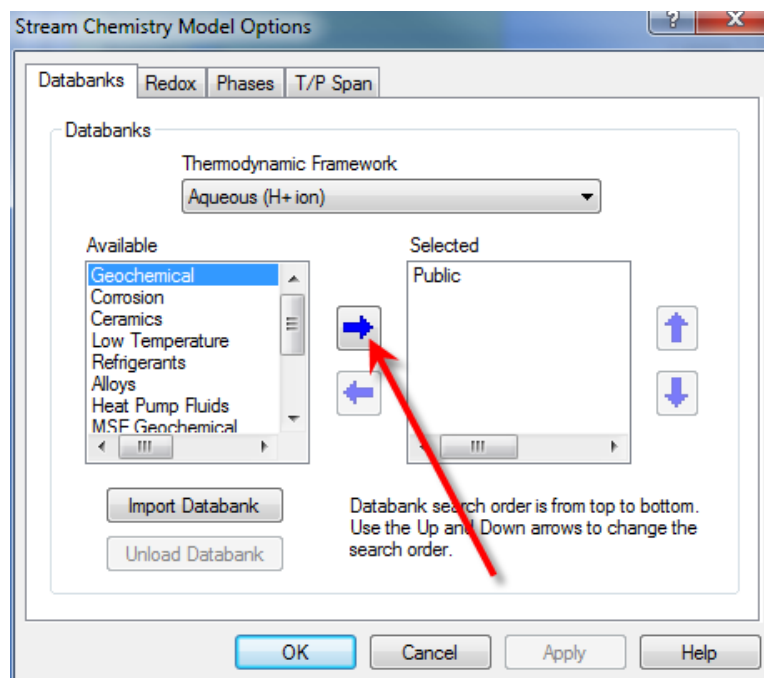 Stream Chemistry Model Options
?
X
Databanks
Redox
Phases
T/P Span
Databanks
Thermodynamic Framework
Aqueous (H+ ion)
Available
Selected
Geochemical
Corrosion
Ceramics
Low Temperature
Refrigerants
Alloys
Heat Pump Fluids
MSE Geochemical
Public
Import Databank
Unload Databank
Databank search order is from top to bottom.
Use the Up and Down arrows to change the
search order.
OK
Cancel
Apply
Help